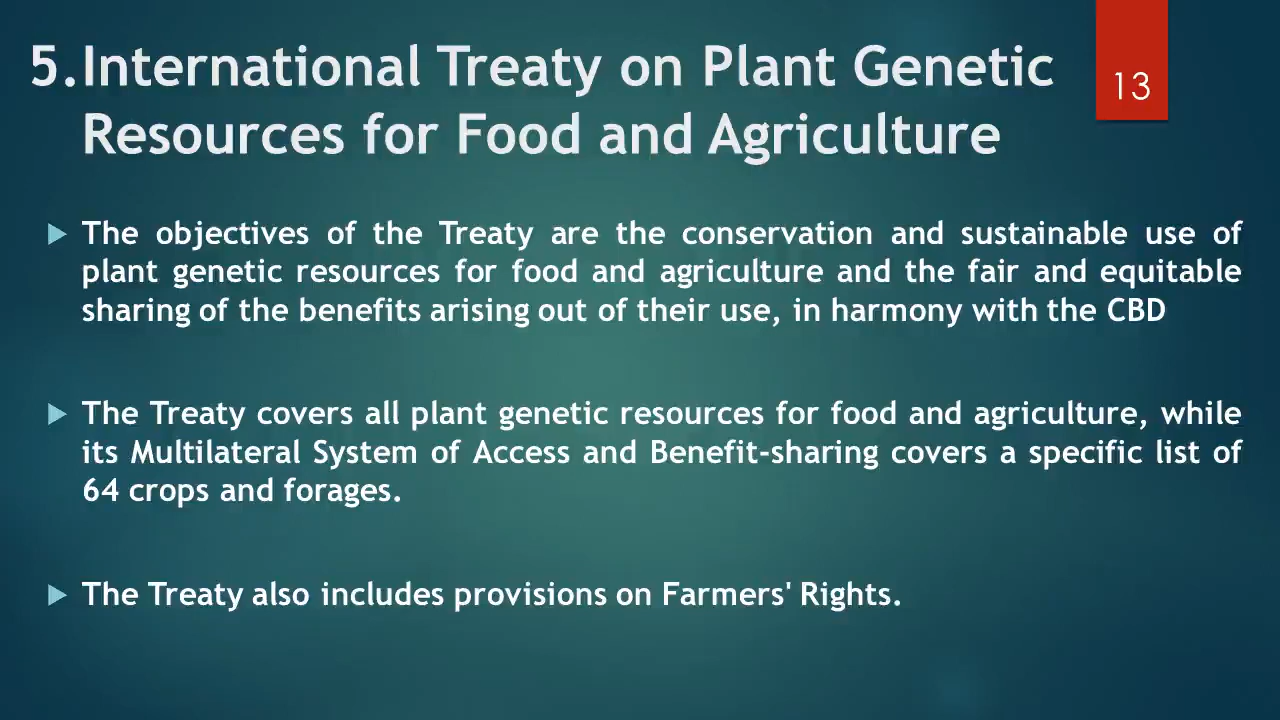 5.International Treaty on Plant Genetic
Resources for Food and Agriculture
13
The objectives of the Treaty are the conservation and sustainable use of
plant genetic resources for food and agriculture and the fair and equitable
sharing of the benefits arising out of their use, in harmony with the CBD
The Treaty covers all plant genetic resources for food and agriculture, while
its Multilateral System of Access and Benefit-sharing covers a specific list of
64 crops and forages.
The Treaty also includes provisions on Farmers' Rights.